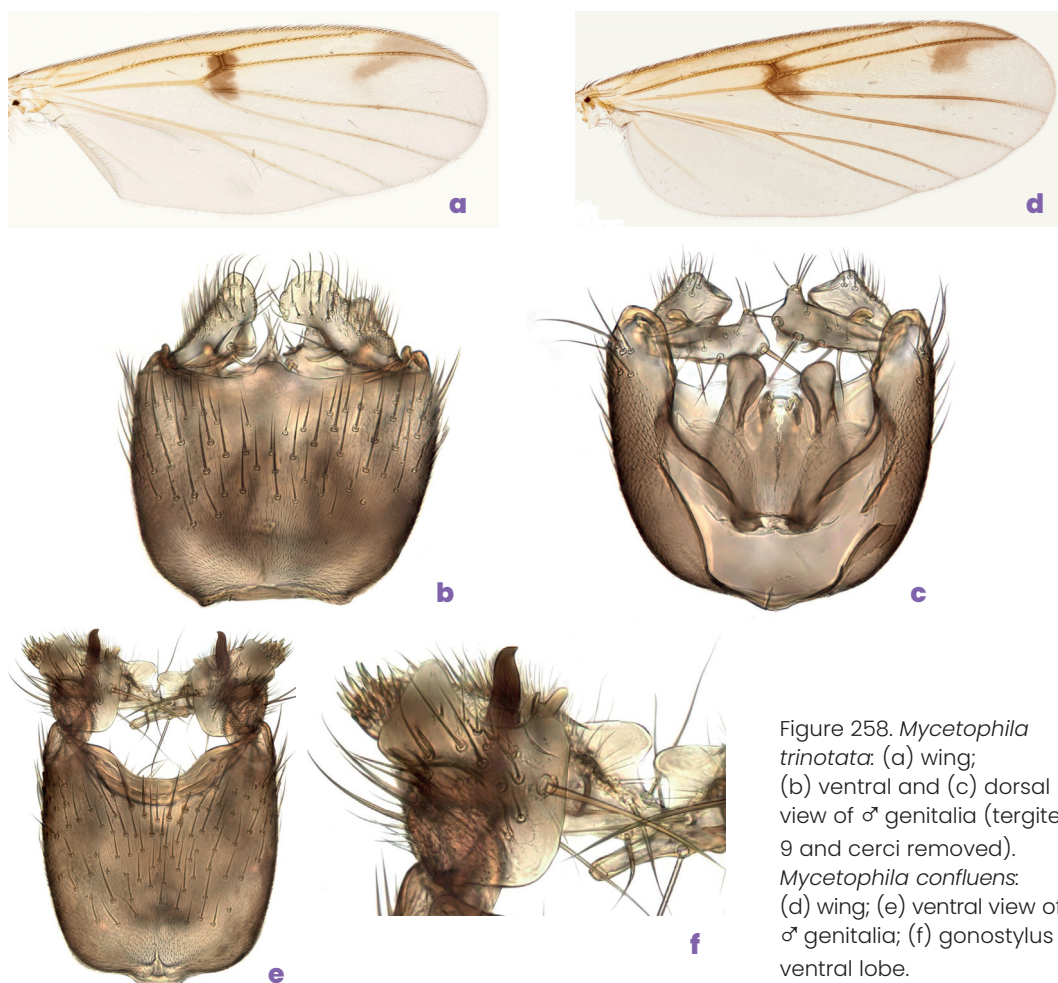 a
d
b
c
e
f
Figure 258. Mycetophila
trinotata: (a) wing;
(b) ventral and (c) dorsal
view of ♂ genitalia (tergite
9 and cerci removed).
Mycetophila confluens:
(d) wing; (e) ventral view of
♂ genitalia; (f) gonostylus
ventral lobe.